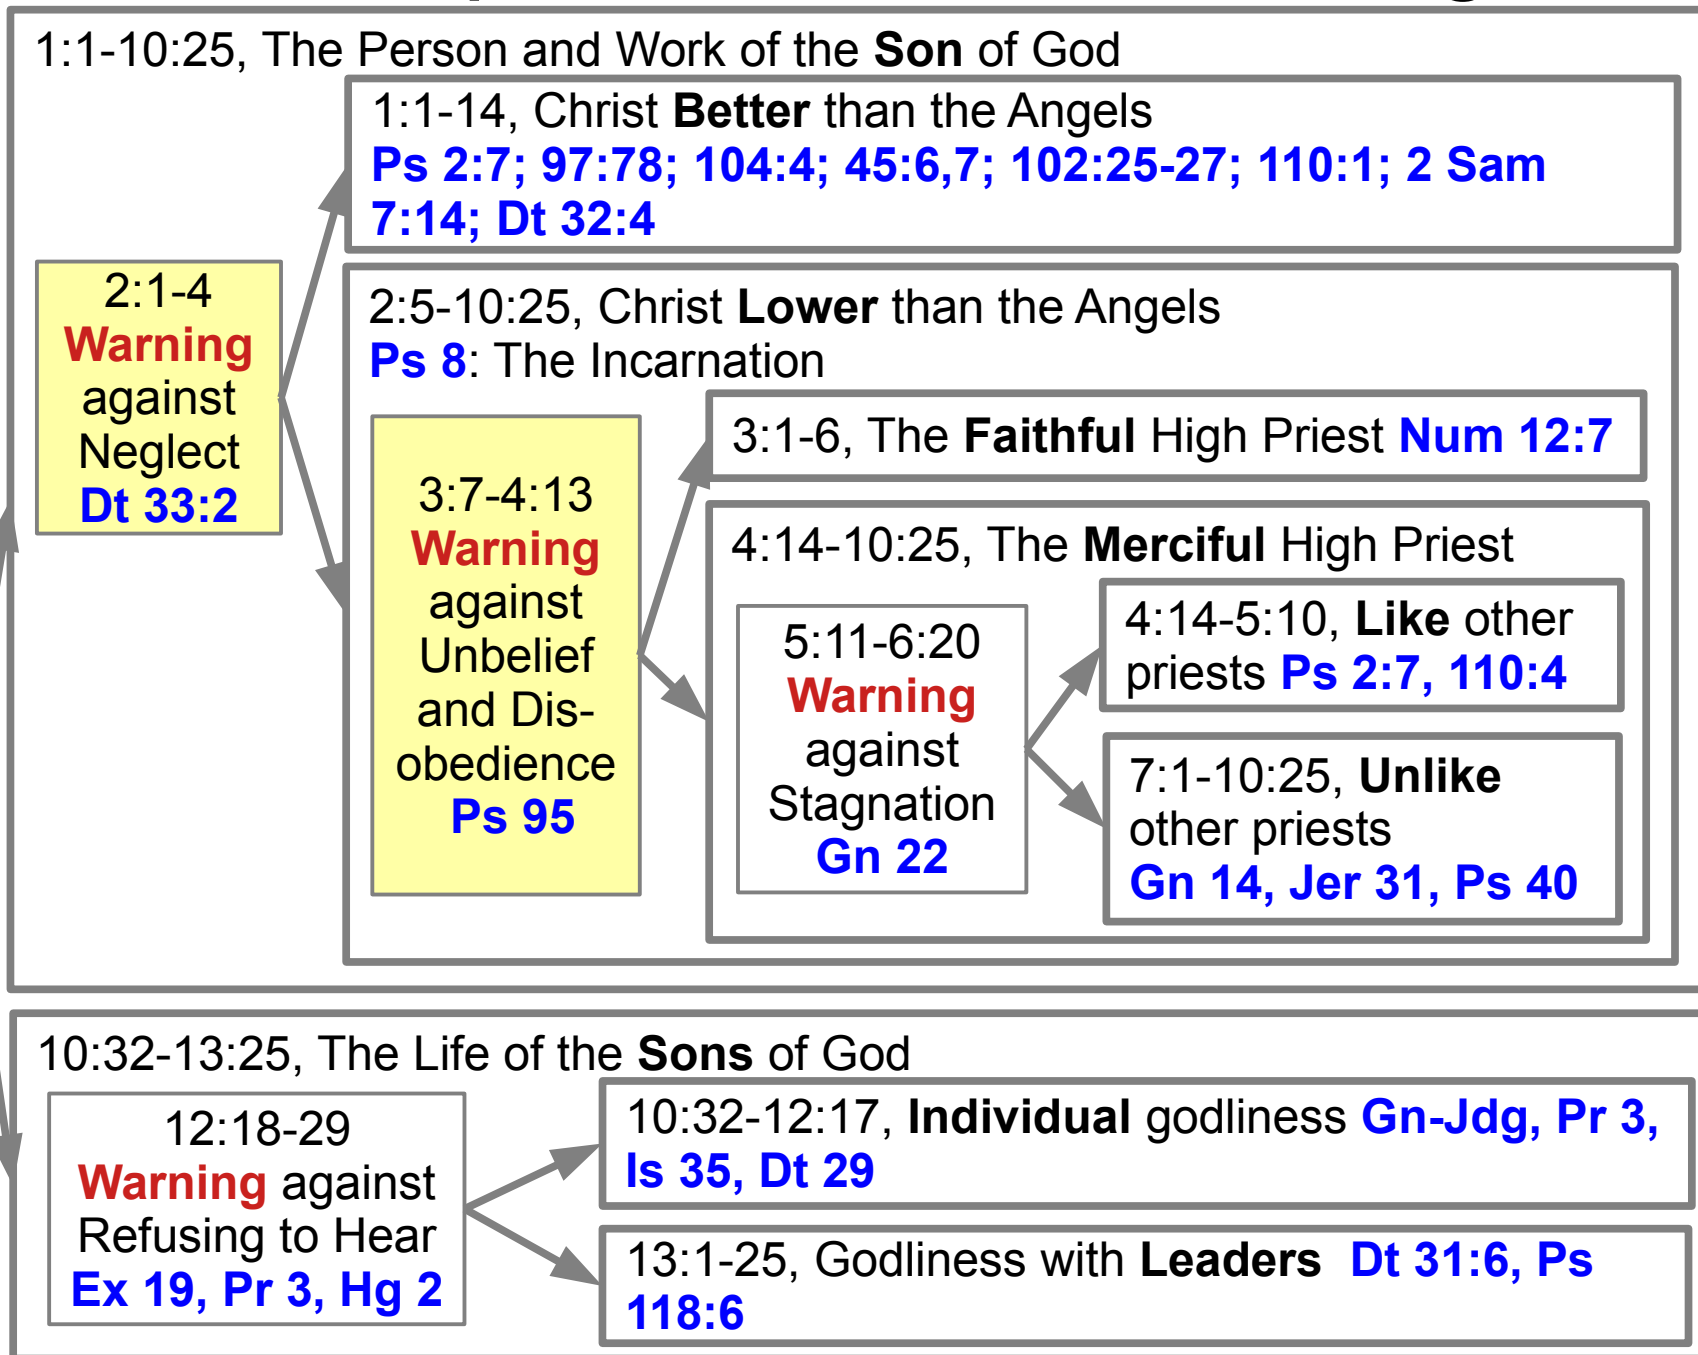 1:1-10:25, The Person and Work of the Son of God
1:1-14, Christ Better than the Angels
Ps 2:7; 97:78; 104:4; 45:6,7; 102:25-27; 110:1; 2 Sam
7:14; Dt 32:4
2:1-4
Warning
against
Neglect
Dt 33:2
2:5-10:25, Christ Lower than the Angels
Ps 8: The Incarnation
3:7-4:13
Warning
against
Unbelief
and Dis-
obedience
Ps 95
3:1-6, The Faithful High Priest Num 12:7
4:14-10:25, The Merciful High Priest
5:11-6:20
Warning
against
Stagnation
Gn 22
4:14-5:10, Like other
priests Ps 2:7, 110:4
7:1-10:25, Unlike
other priests
Gn 14, Jer 31, Ps 40
10:32-13:25, The Life of the Sons of God
12:18-29
Warning against
Refusing to Hear
Ex 19, Pr 3, Hg 2
10:32-12:17, Individual godliness Gn-Jdg, Pr 3,
Is 35, Dt 29
13:1-25, Godliness with Leaders Dt 31:6, Ps
118:6